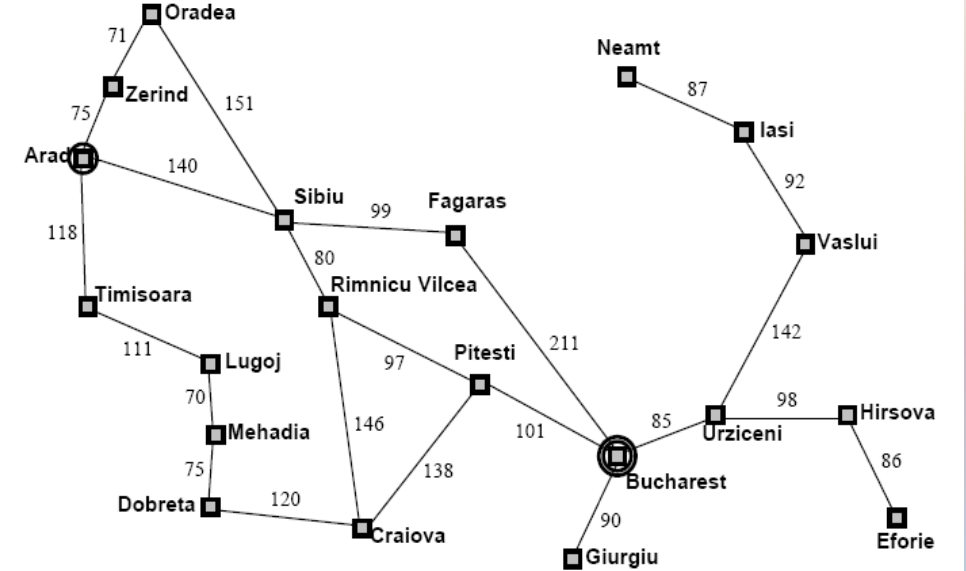 Oradea
71
Neamt
Zerind
87
151
75
Iasi
Arad
140
92
Sibiu
Fagaras
99
118
Vaslui
80
Rimnicu Vilcea
Timisoara
142
211
111
Pitesti
Lugoj
97
70
98
Hirsova
146
85
Mehadia
101
Urziceni
86
75
138
Bucharest
Dobreta
120
90
Craiova
Eforie
Giurgiu